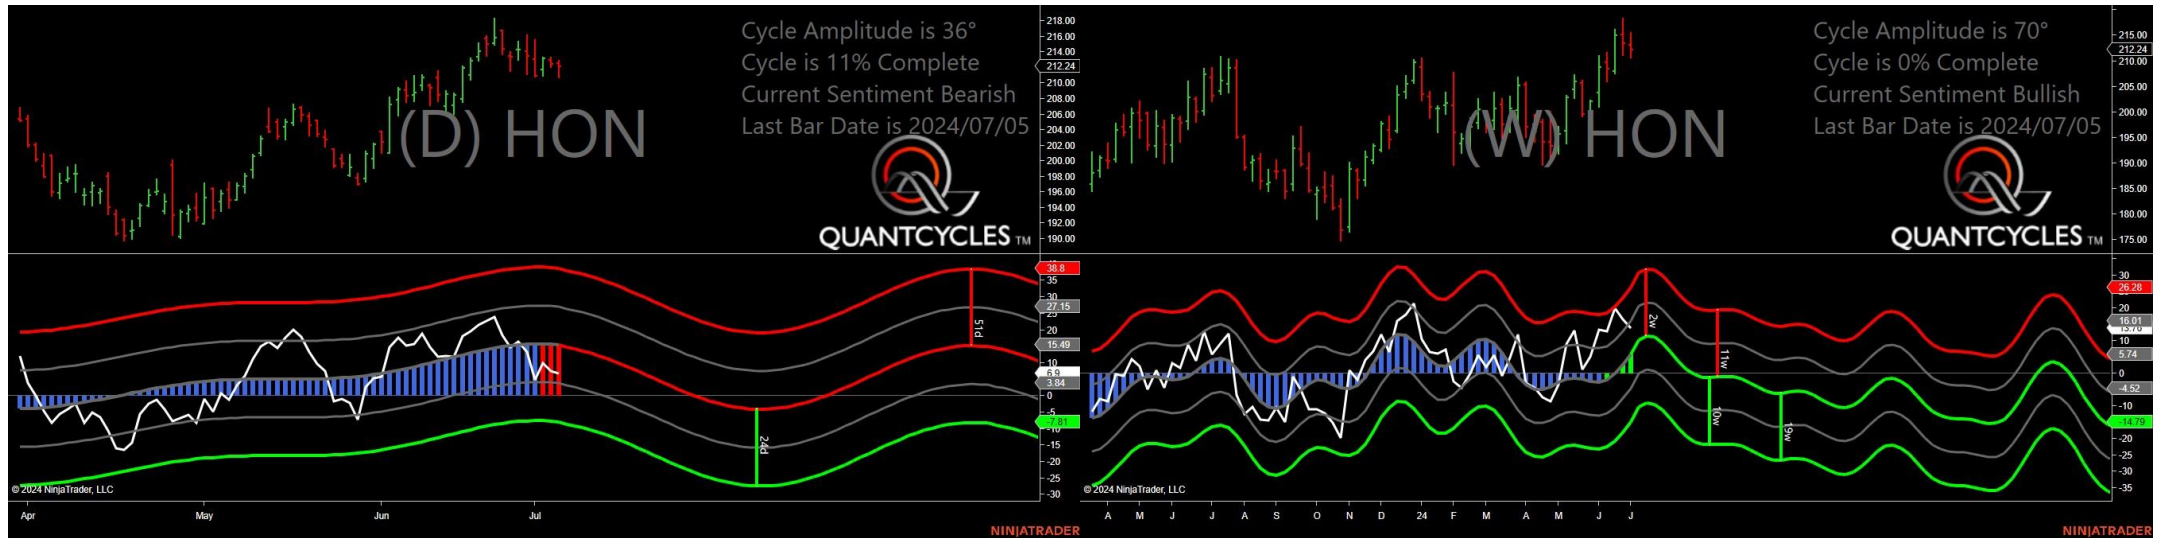 Cycle Amplitude is 36°
Cycle is 11% Complete
Current Sentiment Bearish
Last Bar Date is 2024/07/05
(D) HON
QUANTCYCLES TM
218.00
216.00
214.00
212.24
210.00
208.00
206.00
204.00
202.00
200.00
198.00
196.00
194.00
192.00
190.00
38.8
35
30
27.15
25
20
15.49
10
6.9
3.84
0
-5
-7.81
-10
-15
-20
-25
-30
51d
24d
© 2024 NinjaTrader, LLC
Apr May Jun Jul
NINJATRADER
Cycle Amplitude is 70°
Cycle is 0% Complete
Current Sentiment Bullish
Last Bar Date is 2024/07/05
(W) HON
QUANTCYCLES TM
215.00
212.24
210.00
205.00
200.00
195.00
190.00
185.00
180.00
175.00
30
26.28
20
16.01
10
5.74
0
-4.52
-10
-14.79
-20
-25
-30
-35
2w
11w
10w
19w
© 2024 NinjaTrader, LLC
A M J J A S O N D 24 F M A M J J
NINJATRADER